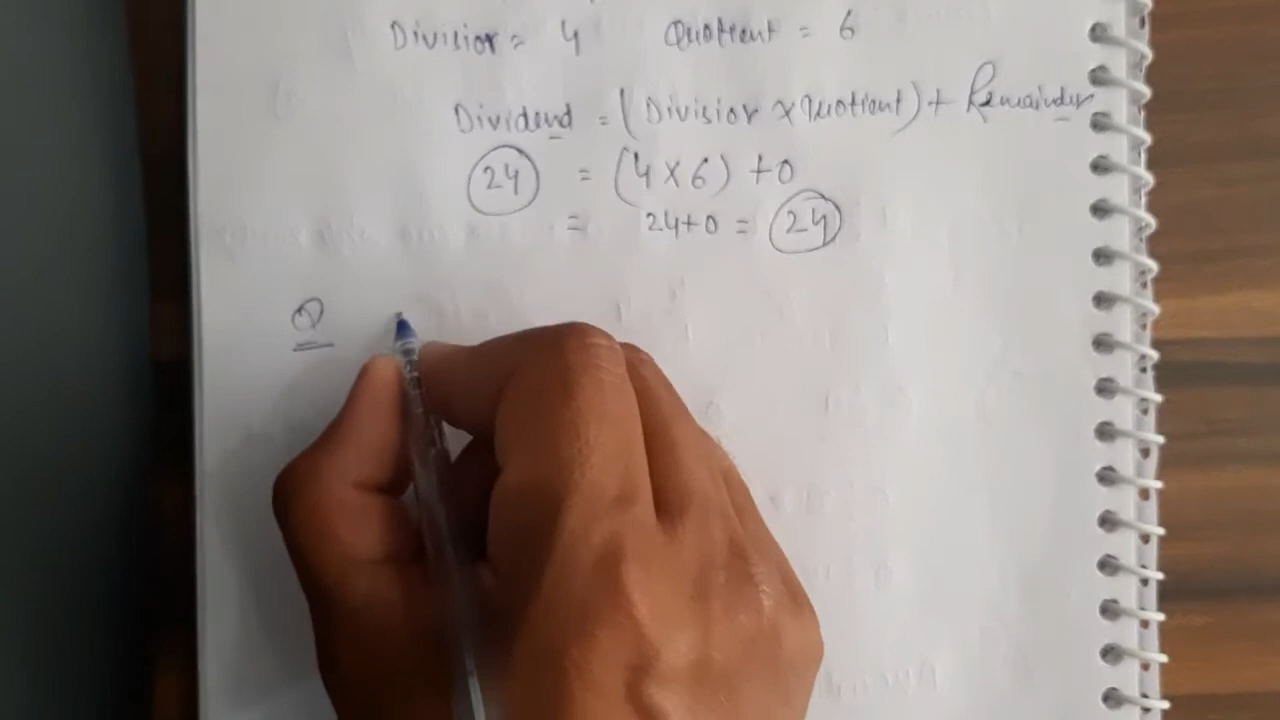 Divisior = 4 Quotient = 6
Dividend = (Divisior × Quotient) + Remainder
24 = (4 × 6) + 0
= 24+0 = 24
Q